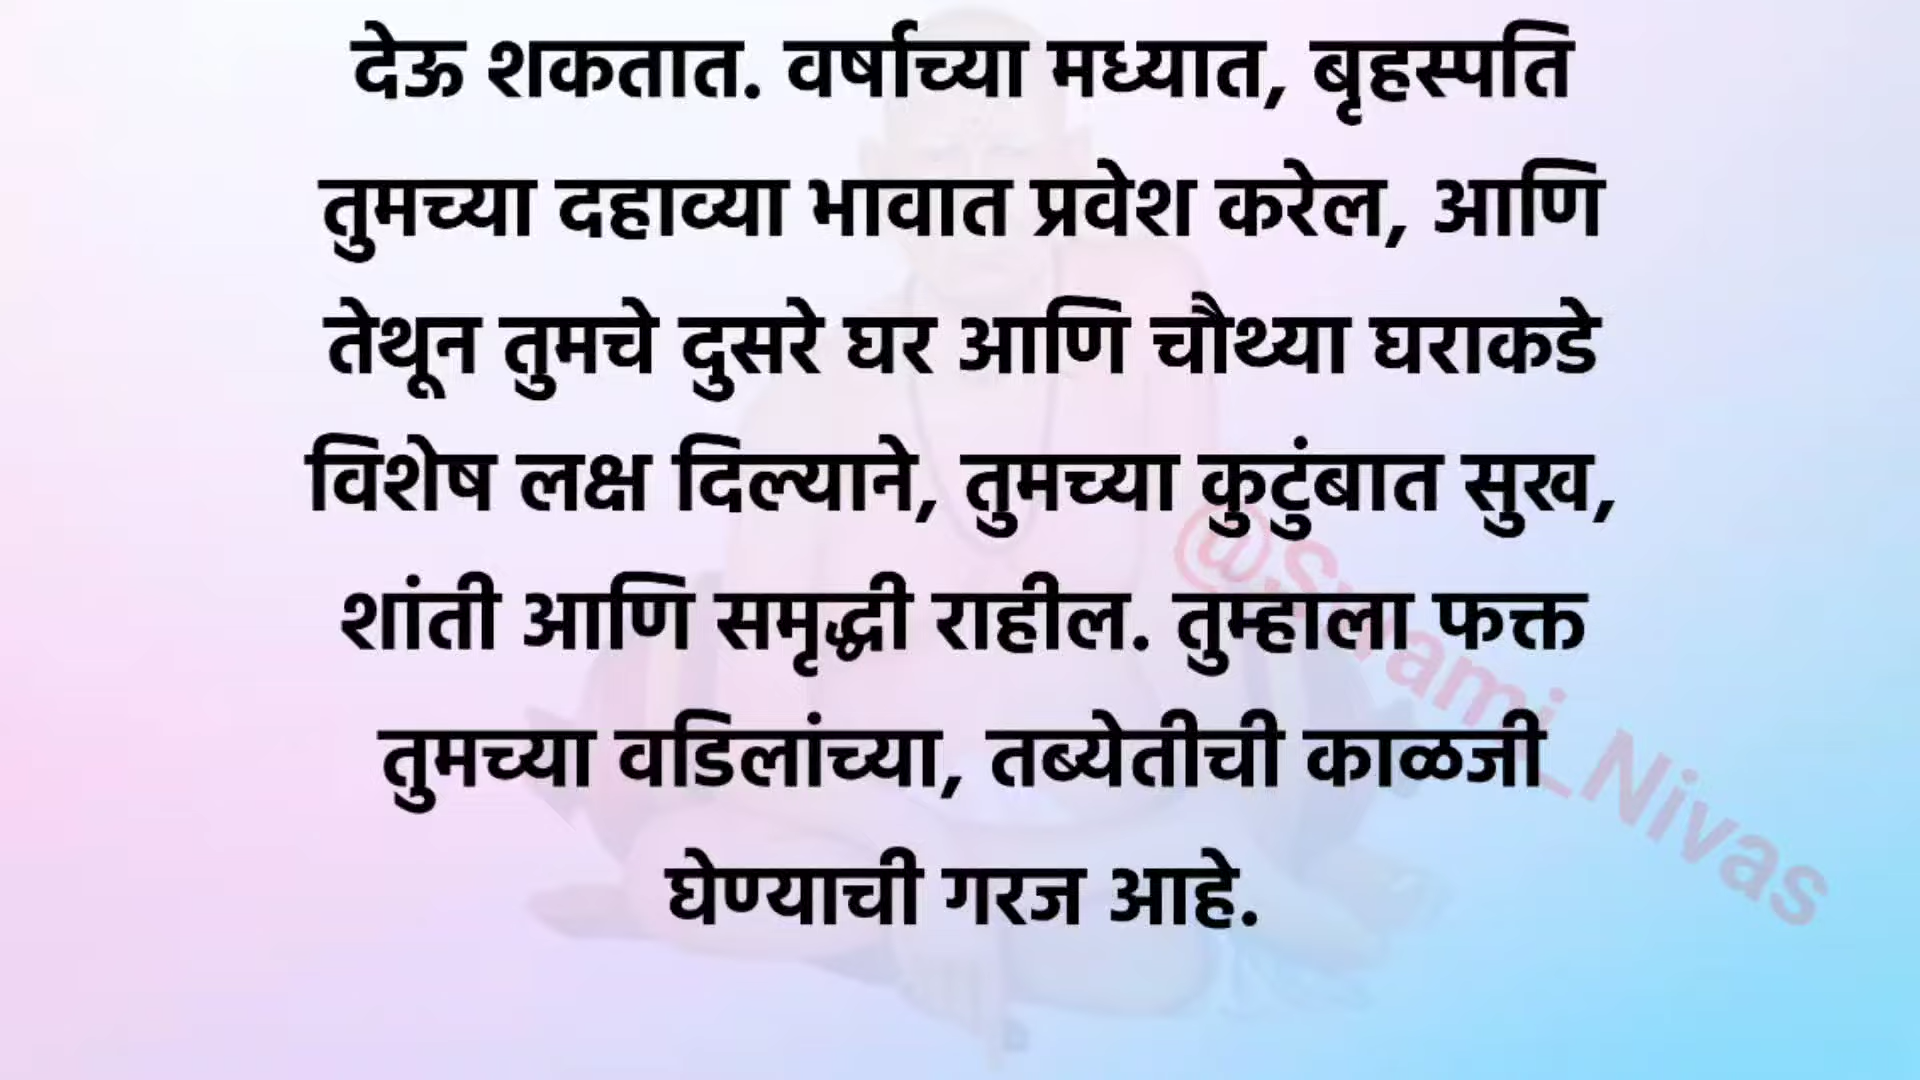 देऊ शकतात. वर्षाच्या मध्यात, बृहस्पति
तुमच्या दहाव्या भावात प्रवेश करेल, आणि
तेथून तुमचे दुसरे घर आणि चौथ्या घराकडे
विशेष लक्ष दिल्याने, तुमच्या कुटुंबात सुख,
शांती आणि समृद्धी राहील. तुम्हाला फक्त
तुमच्या वडिलांच्या, तब्येतीची काळजी
घेण्याची गरज आहे.
@Swami_Nivas